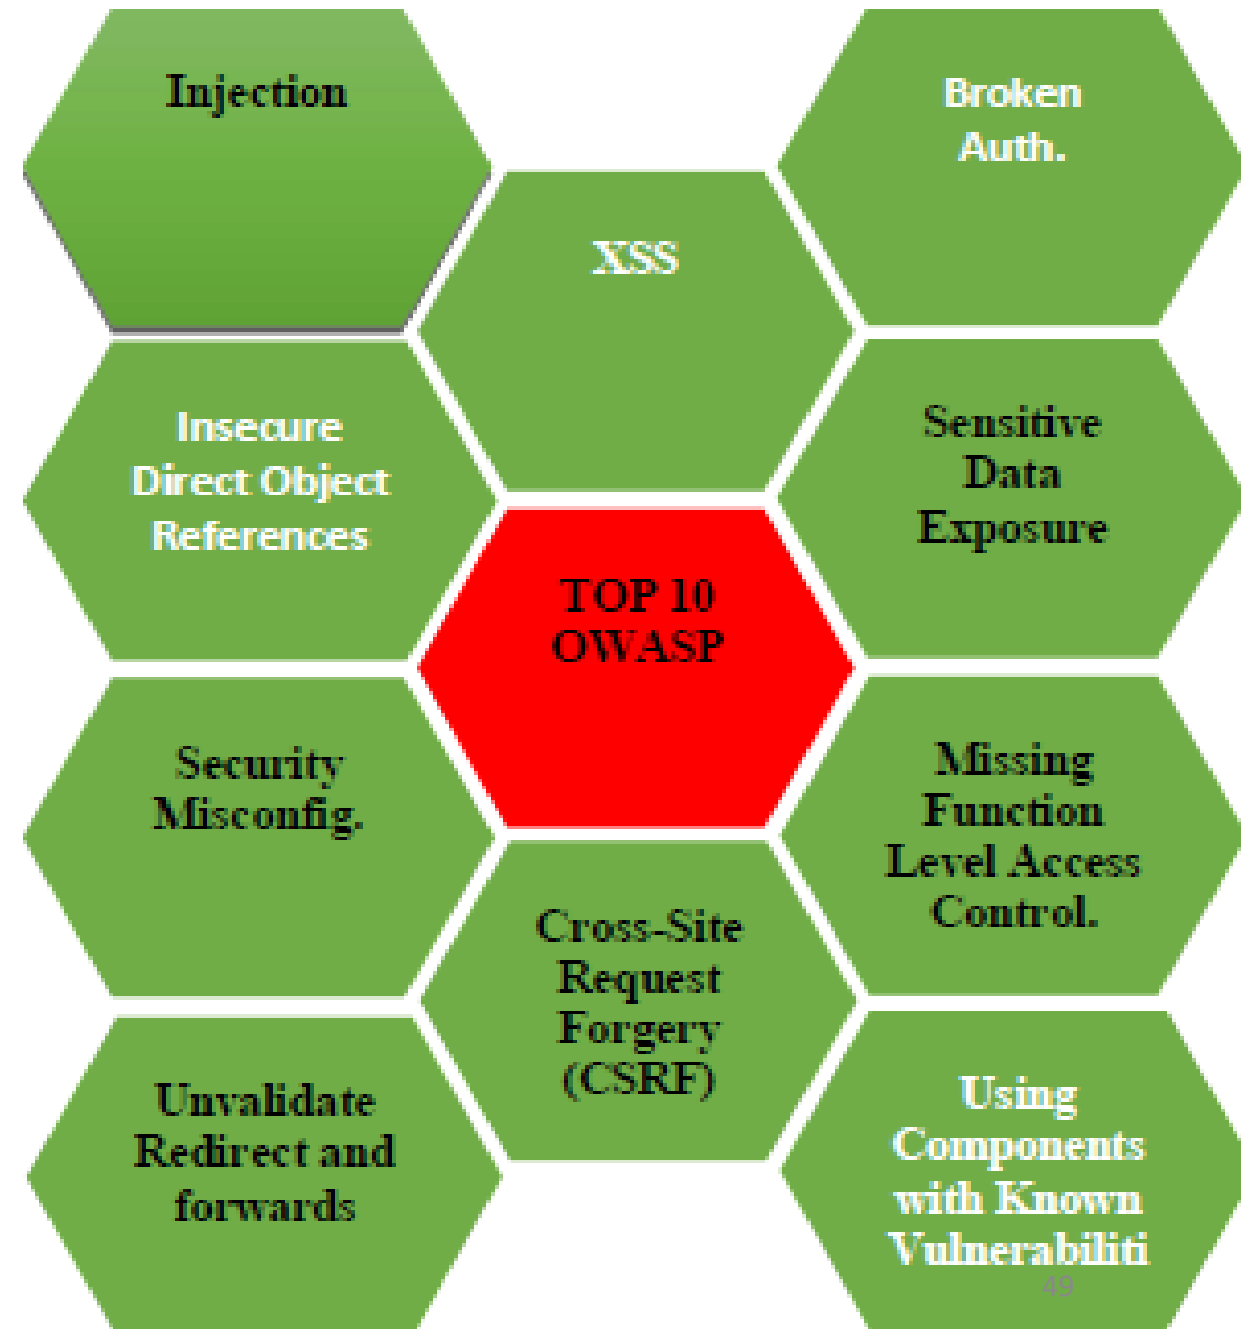 Injection
Broken
Auth.
XSS
Insecure
Direct Object
References
Sensitive
Data
Exposure
TOP 10
OWASP
Security
Misconfig.
Missing
Function
Level Access
Control.
Cross-Site
Request
Forgery
(CSRF)
Unvalidate
Redirect and
forwards
Using
Components
with Known
Vulnerabiliti
49